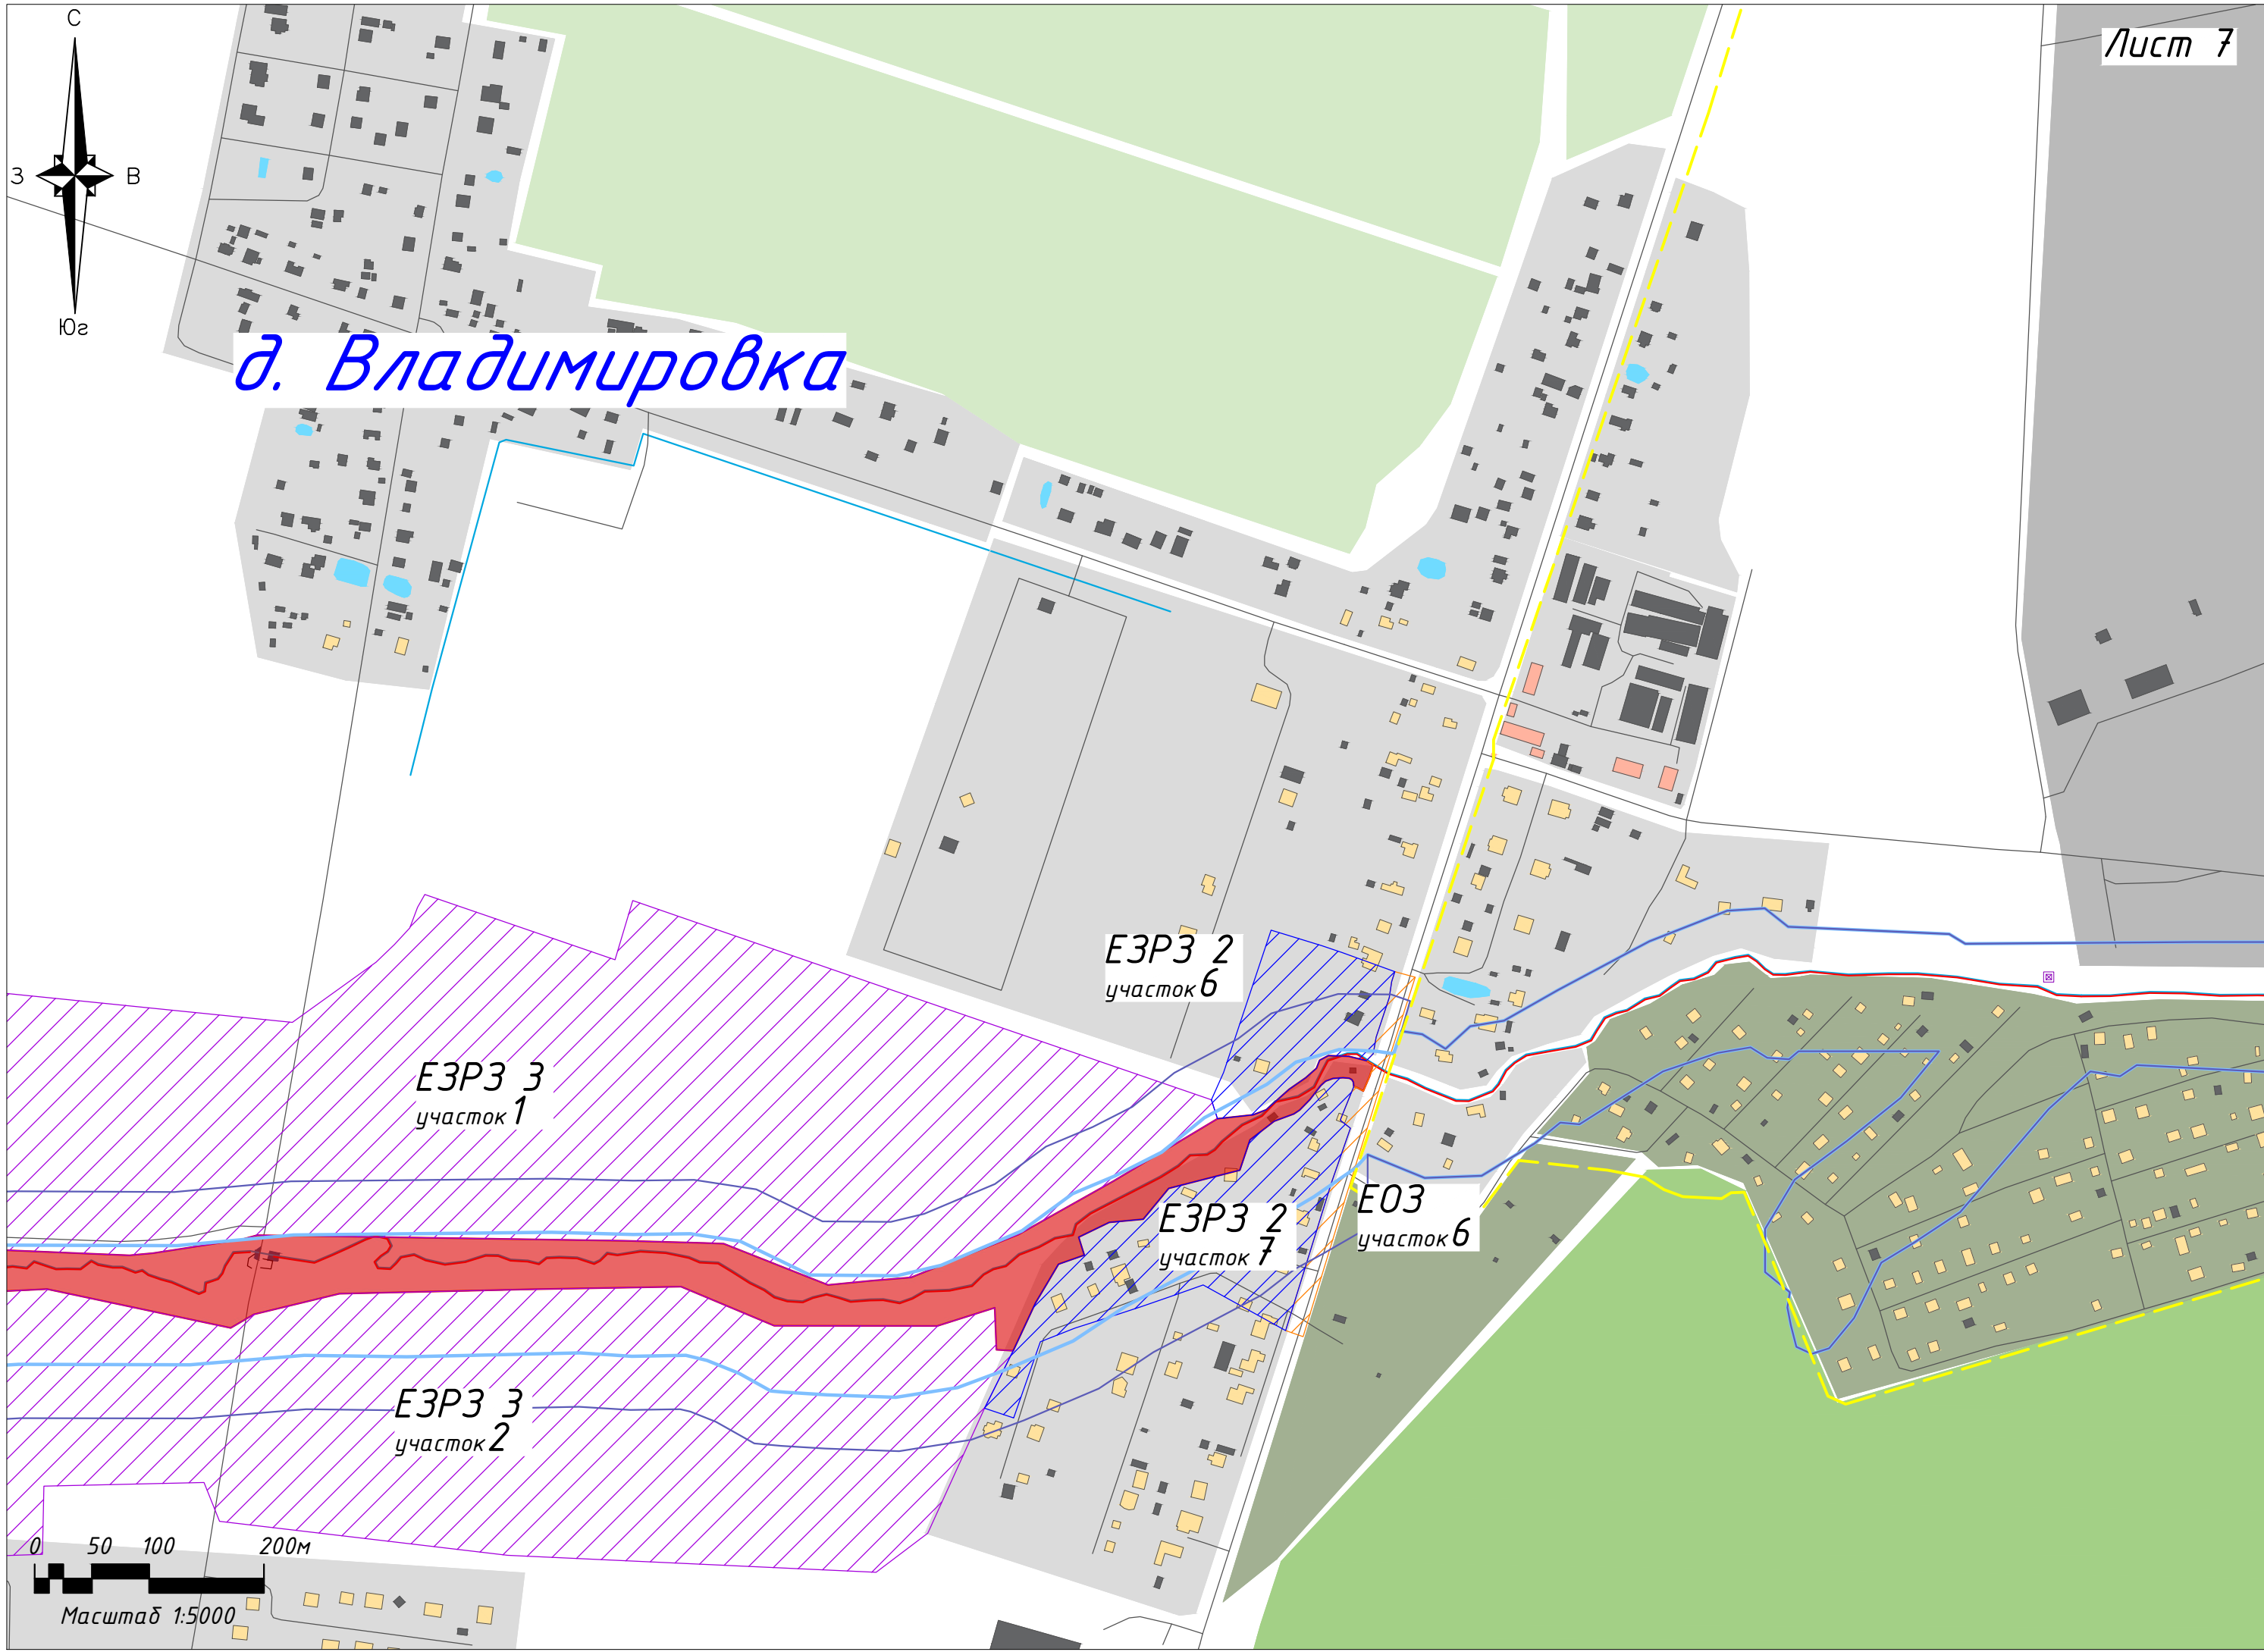 С
Лист 7
З
В
Юг
д. Владимировка
ЕЗРЗ 2
участок 6
ЕЗРЗ 3
участок 1
ЕЗРЗ 2
участок 7
ЕОЗ
участок 6
ЕЗРЗ 3
участок 2
0 50 100 200м
Масштаб 1:5000